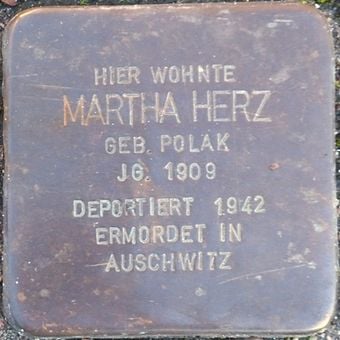 HIER WOHNTE
MARTHA HERZ
GEB. POLAK
JG. 1909
DEPORTIERT 1942
ERMORDET IN
AUSCHWITZ